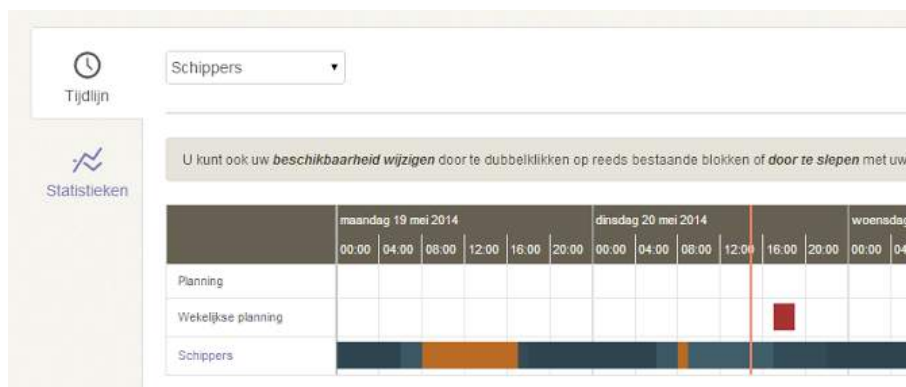 Schippers
Tijdlijn
Statistieken
U kunt ook uw beschikbaarheid wijzigen door te dubbelklikken op reeds bestaande blokken of door te slepen met uw
maandag 19 mei 2014 dinsdag 20 mei 2014 woensdag
00:00 04:00 08:00 12:00 16:00 20:00 00:00 04:00 08:00 12:00 16:00 20:00 00:00 04
Planning
Wekelijkse planning
Schippers